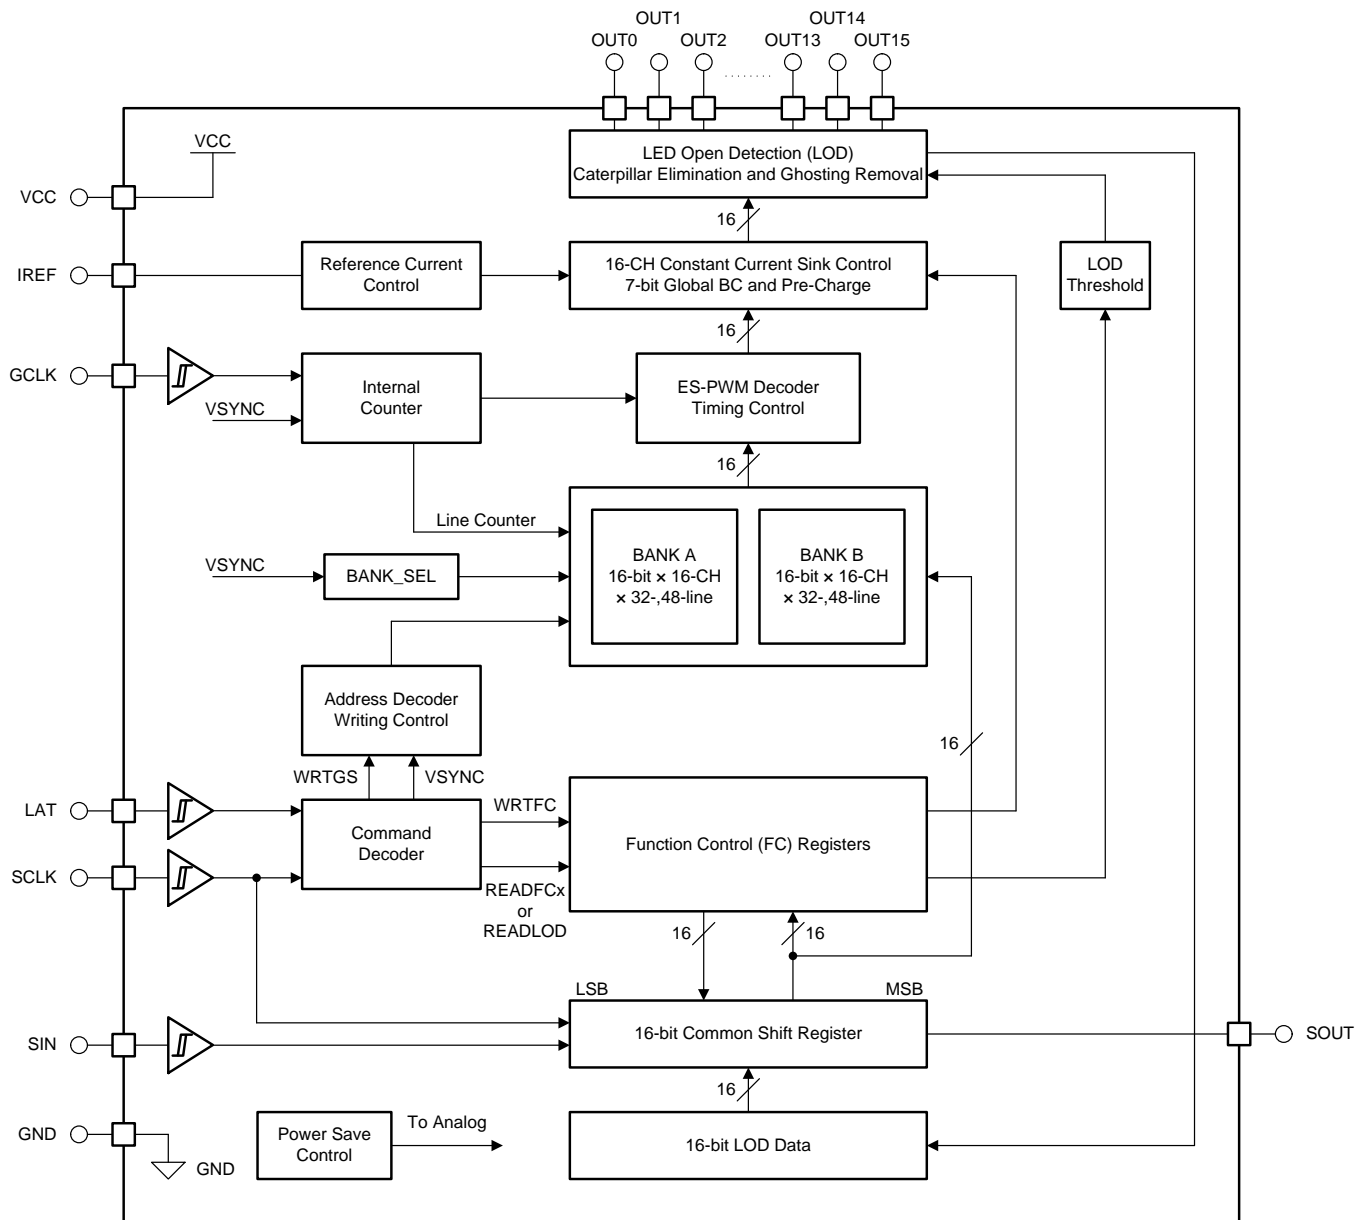 OUT1
OUT14
OUT0
OUT2
OUT13
OUT15
.........
LED Open Detection (LOD)
Caterpillar Elimination and Ghosting Removal
VCC
VCC
16
IREF
Reference Current
Control
16-CH Constant Current Sink Control
7-bit Global BC and Pre-Charge
LOD
Threshold
16
GCLK
VSYNC
Internal
Counter
ES-PWM Decoder
Timing Control
16
Line Counter
VSYNC
BANK_SEL
BANK A
16-bit × 16-CH
× 32-,48-line
BANK B
16-bit × 16-CH
× 32-,48-line
Address Decoder
Writing Control
16
WRTGS
VSYNC
LAT
SCLK
Command
Decoder
WRTFC
READFCx
or
READLOD
Function Control (FC) Registers
16
16
LSB
MSB
SIN
16-bit Common Shift Register
SOUT
16
GND
GND
Power Save
Control
To Analog
16-bit LOD Data